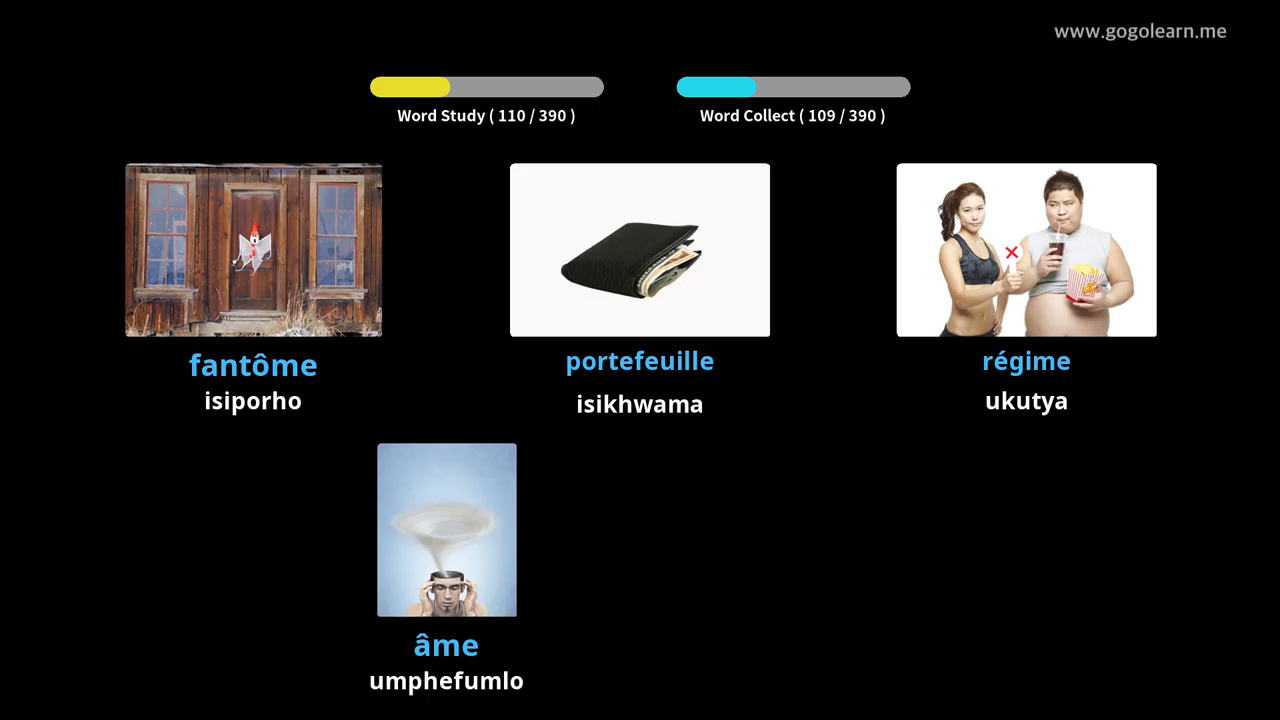 www.gogolearn.me
Word Study ( 110 / 390 )
Word Collect ( 109 / 390 )
fantôme
isiporho
portefeuille
isikhwama
régime
ukutya
âme
umphefumlo